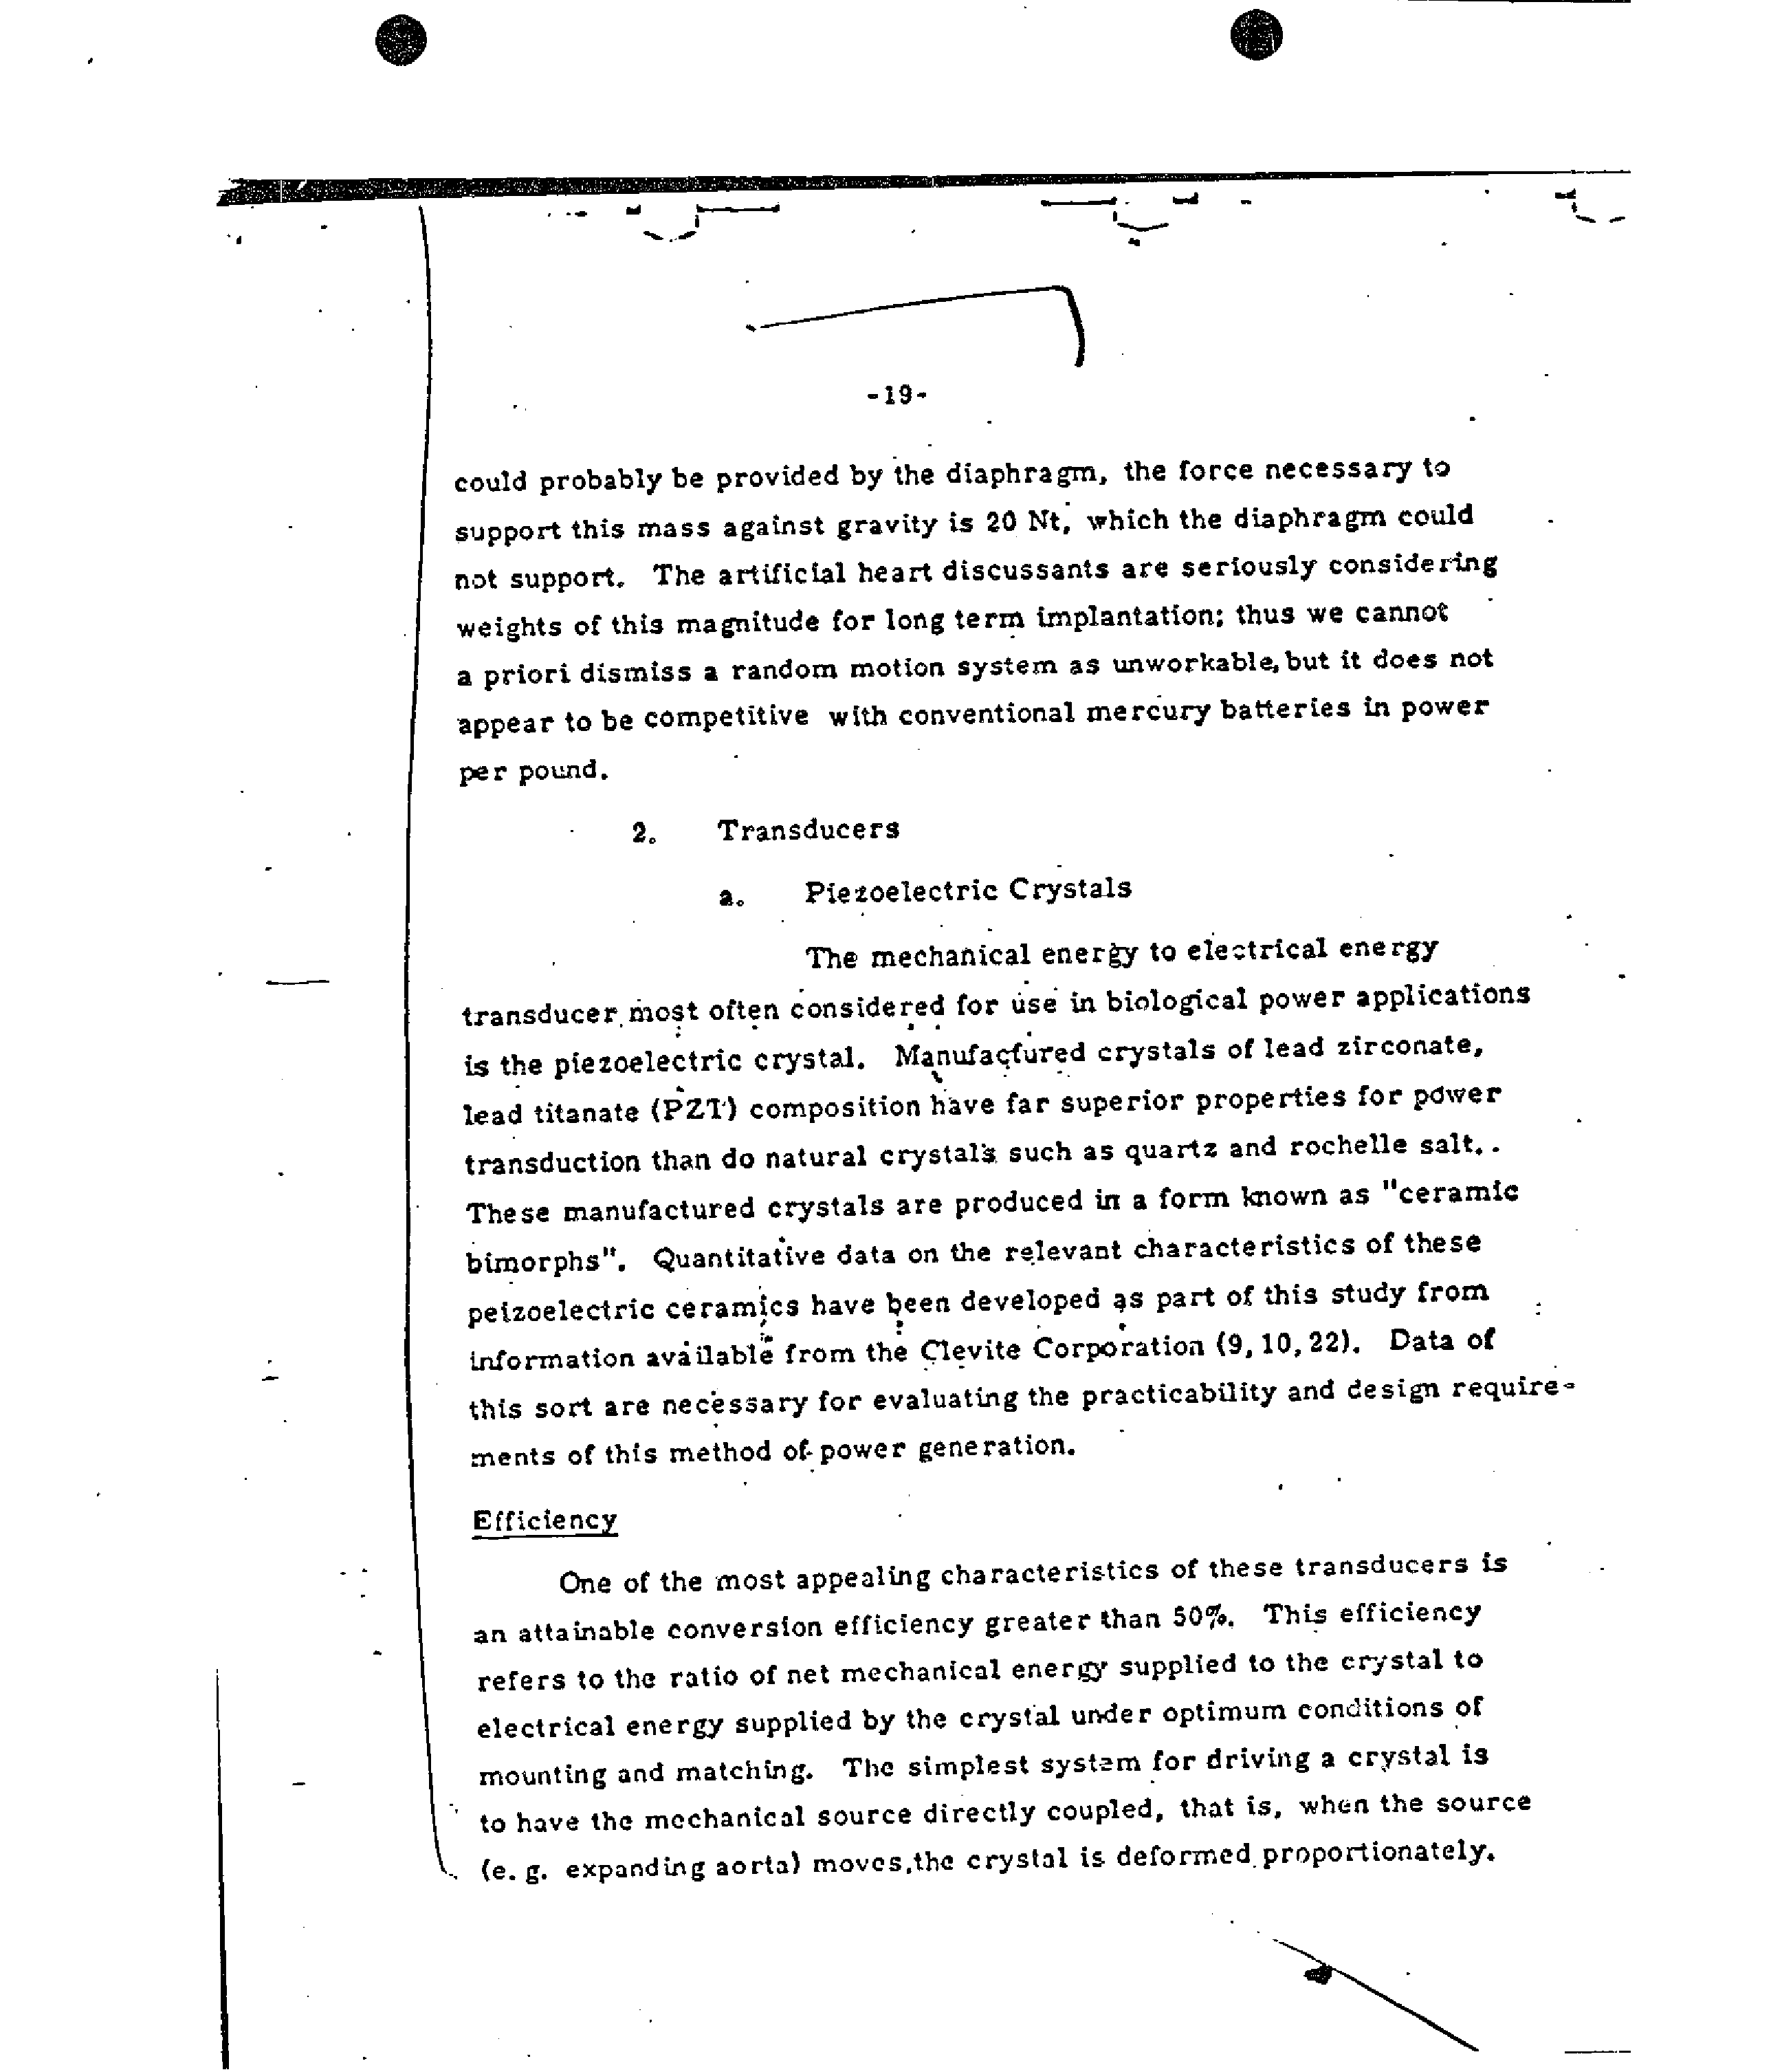 -19-
could probably be provided by the diaphragm, the force necessary to
support this mass against gravity is 20 Nt, which the diaphragm could
not support. The artificial heart discussants are seriously considering
weights of this magnitude for long term implantation; thus we cannot
a priori dismiss a random motion system as unworkable, but it does not
appear to be competitive with conventional mercury batteries in power
per pound.
2. Transducers
a. Piezoelectric Crystals
The mechanical energy to electrical energy
transducer most often considered for use in biological power applications
is the piezoelectric crystal. Manufactured crystals of lead zirconate,
lead titanate (PZT) composition have far superior properties for power
transduction than do natural crystals such as quartz and rochelle salt.
These manufactured crystals are produced in a form known as "ceramic
bimorphs". Quantitative data on the relevant characteristics of these
peizoelectric ceramics have been developed as part of this study from
information available from the Clevite Corporation (9, 10, 22). Data of
this sort are necessary for evaluating the practicability and design require-
ments of this method of power generation.
Efficiency
One of the most appealing characteristics of these transducers is
an attainable conversion efficiency greater than 50%. This efficiency
refers to the ratio of net mechanical energy supplied to the crystal to
electrical energy supplied by the crystal under optimum conditions of
mounting and matching. The simplest system for driving a crystal is
to have the mechanical source directly coupled, that is, when the source
(e. g. expanding aorta) moves, the crystal is deformed proportionately.